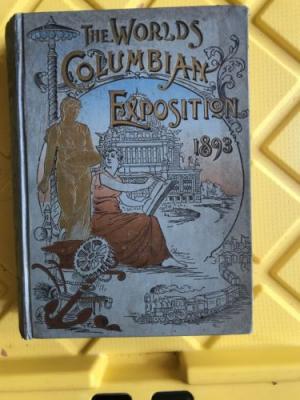 THE WORLDS
COLUMBIAN
EXPOSITION
1893